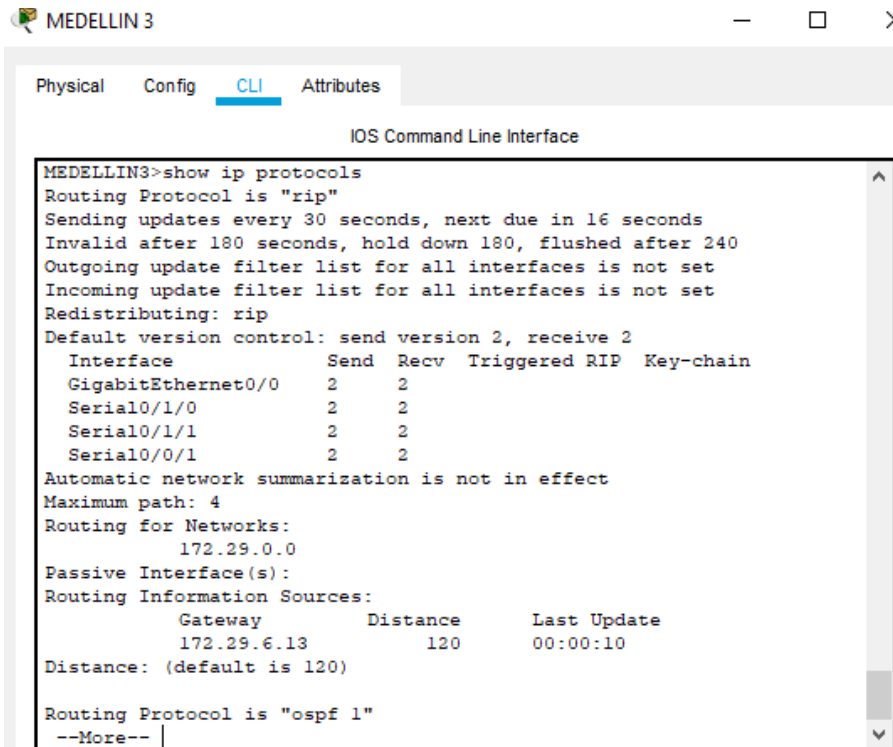 MEDELLIN 3
Physical Config CLI Attributes
IOS Command Line Interface
MEDELLIN3>show ip protocols
Routing Protocol is "rip"
Sending updates every 30 seconds, next due in 16 seconds
Invalid after 180 seconds, hold down 180, flushed after 240
Outgoing update filter list for all interfaces is not set
Incoming update filter list for all interfaces is not set
Redistributing: rip
Default version control: send version 2, receive 2
  Interface             Send  Recv  Triggered RIP  Key-chain
  GigabitEthernet0/0    2     2
  Serial0/1/0           2     2
  Serial0/1/1           2     2
  Serial0/0/1           2     2
Automatic network summarization is not in effect
Maximum path: 4
Routing for Networks:
            172.29.0.0
Passive Interface(s):
Routing Information Sources:
            Gateway         Distance      Last Update
            172.29.6.13          120      00:00:10
Distance: (default is 120)
Routing Protocol is "ospf 1"
 --More--